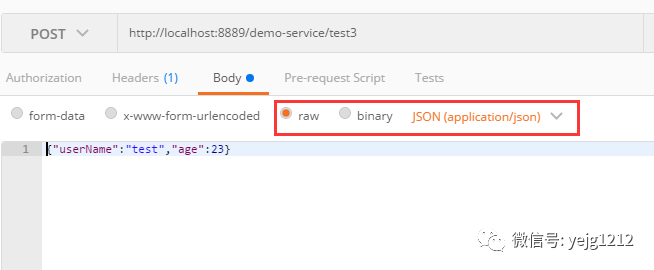 POST http://localhost:8889/demo-service/test3
Authorization Headers (1) Body Pre-request Script Tests
form-data x-www-form-urlencoded raw binary JSON (application/json)
1 {"userName":"test","age":23}
微信号: yejg1212